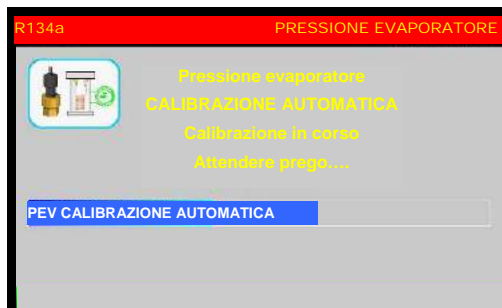 R134a PRESSIONE EVAPORATORE
Pressione evaporatore
CALIBRAZIONE AUTOMATICA
Calibrazione in corso
Attendere prego....
PEV CALIBRAZIONE AUTOMATICA